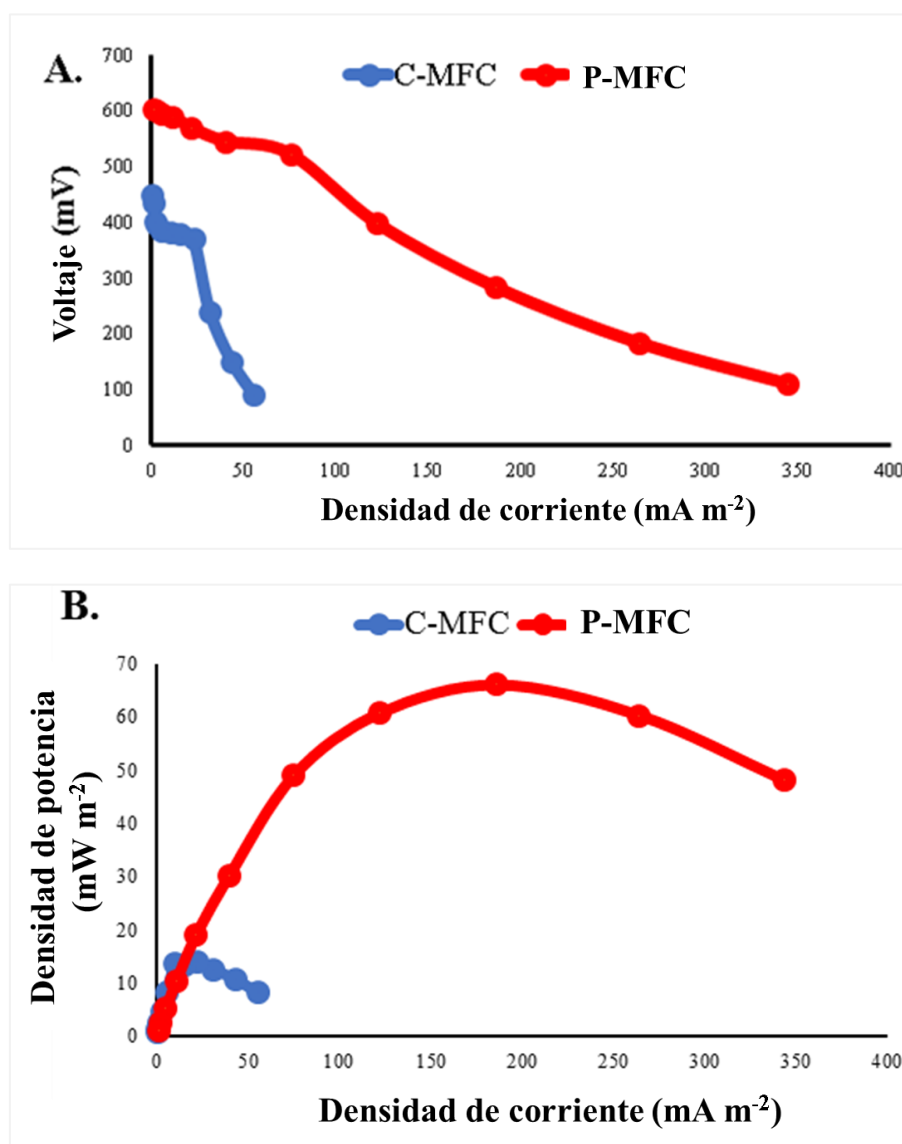 A.
C-MFC P-MFC
700
600
500
400
300
200
100
0
Voltaje (mV)
0 50 100 150 200 250 300 350 400
Densidad de corriente (mA m-2)
B.
C-MFC P-MFC
70
60
50
40
30
20
10
0
Densidad de potencia
(mW m-2)
0 50 100 150 200 250 300 350 400
Densidad de corriente (mA m-2)